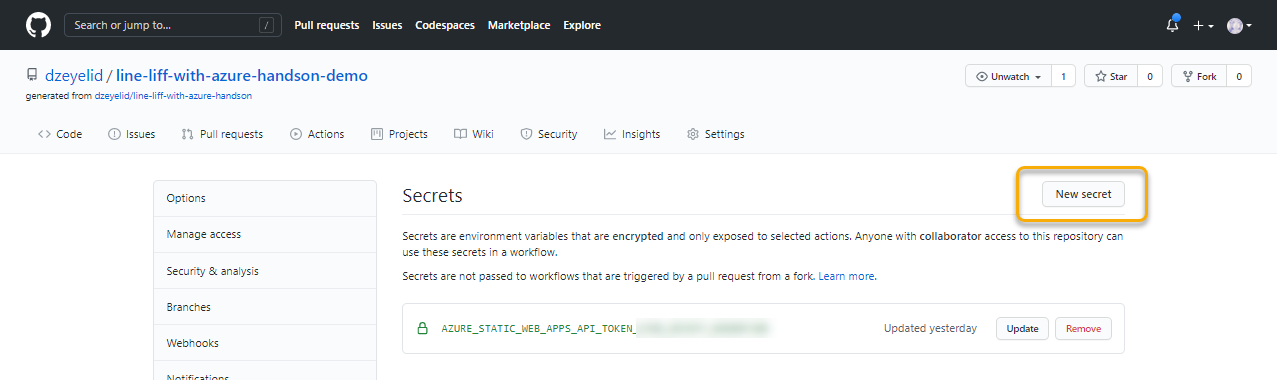 Search or jump to... / Pull requests Issues Codespaces Marketplace Explore
dzeyelid / line-liff-with-azure-handson-demo Unwatch 1 Star 0 Fork 0
generated from dzeyelid/line-liff-with-azure-handson
Code Issues Pull requests Actions Projects Wiki Security Insights Settings
Options
Manage access
Security & analysis
Branches
Webhooks
Notifications
Secrets New secret
Secrets are environment variables that are encrypted and only exposed to selected actions. Anyone with collaborator access to this repository can
use these secrets in a workflow.
Secrets are not passed to workflows that are triggered by a pull request from a fork. Learn more.
AZURE_STATIC_WEB_APPS_API_TOKEN_ Updated yesterday Update Remove